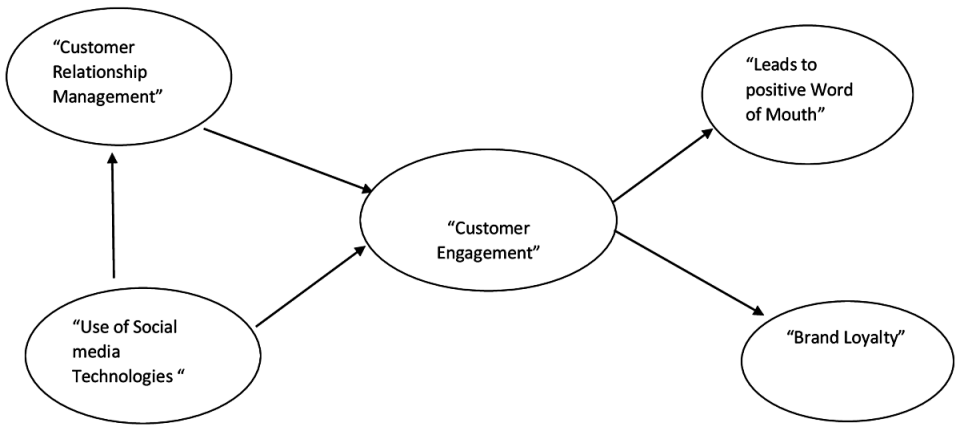 “Customer
Relationship
Management”
“Leads to
positive Word
of Mouth”
“Customer
Engagement”
“Use of Social
media
Technologies “
“Brand Loyalty”